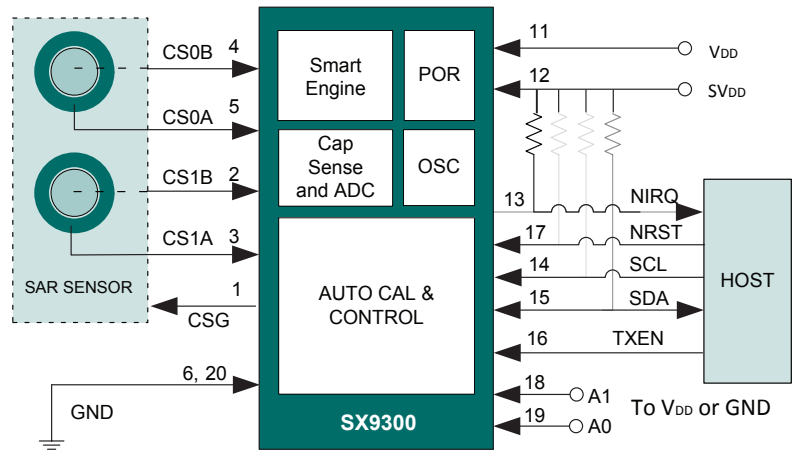 CS0B 4
CS0A 5
CS1B 2
CS1A 3
SAR SENSOR
1
CSG
6, 20
GND
Smart
Engine
POR
Cap
Sense
and ADC
OSC
AUTO CAL &
CONTROL
SX9300
11
VDD
12
SVDD
13 NIRQ
17 NRST
14 SCL
15 SDA
16 TXEN
18 A1
19 A0
HOST
To VDD or GND